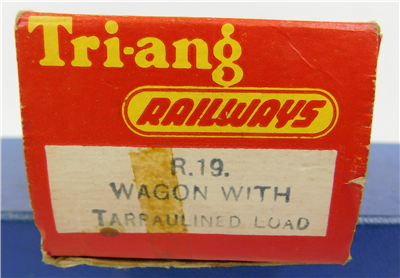 Tri-ang
RAILWAYS
R.19.
WAGON WITH
TARPAULINED LOAD